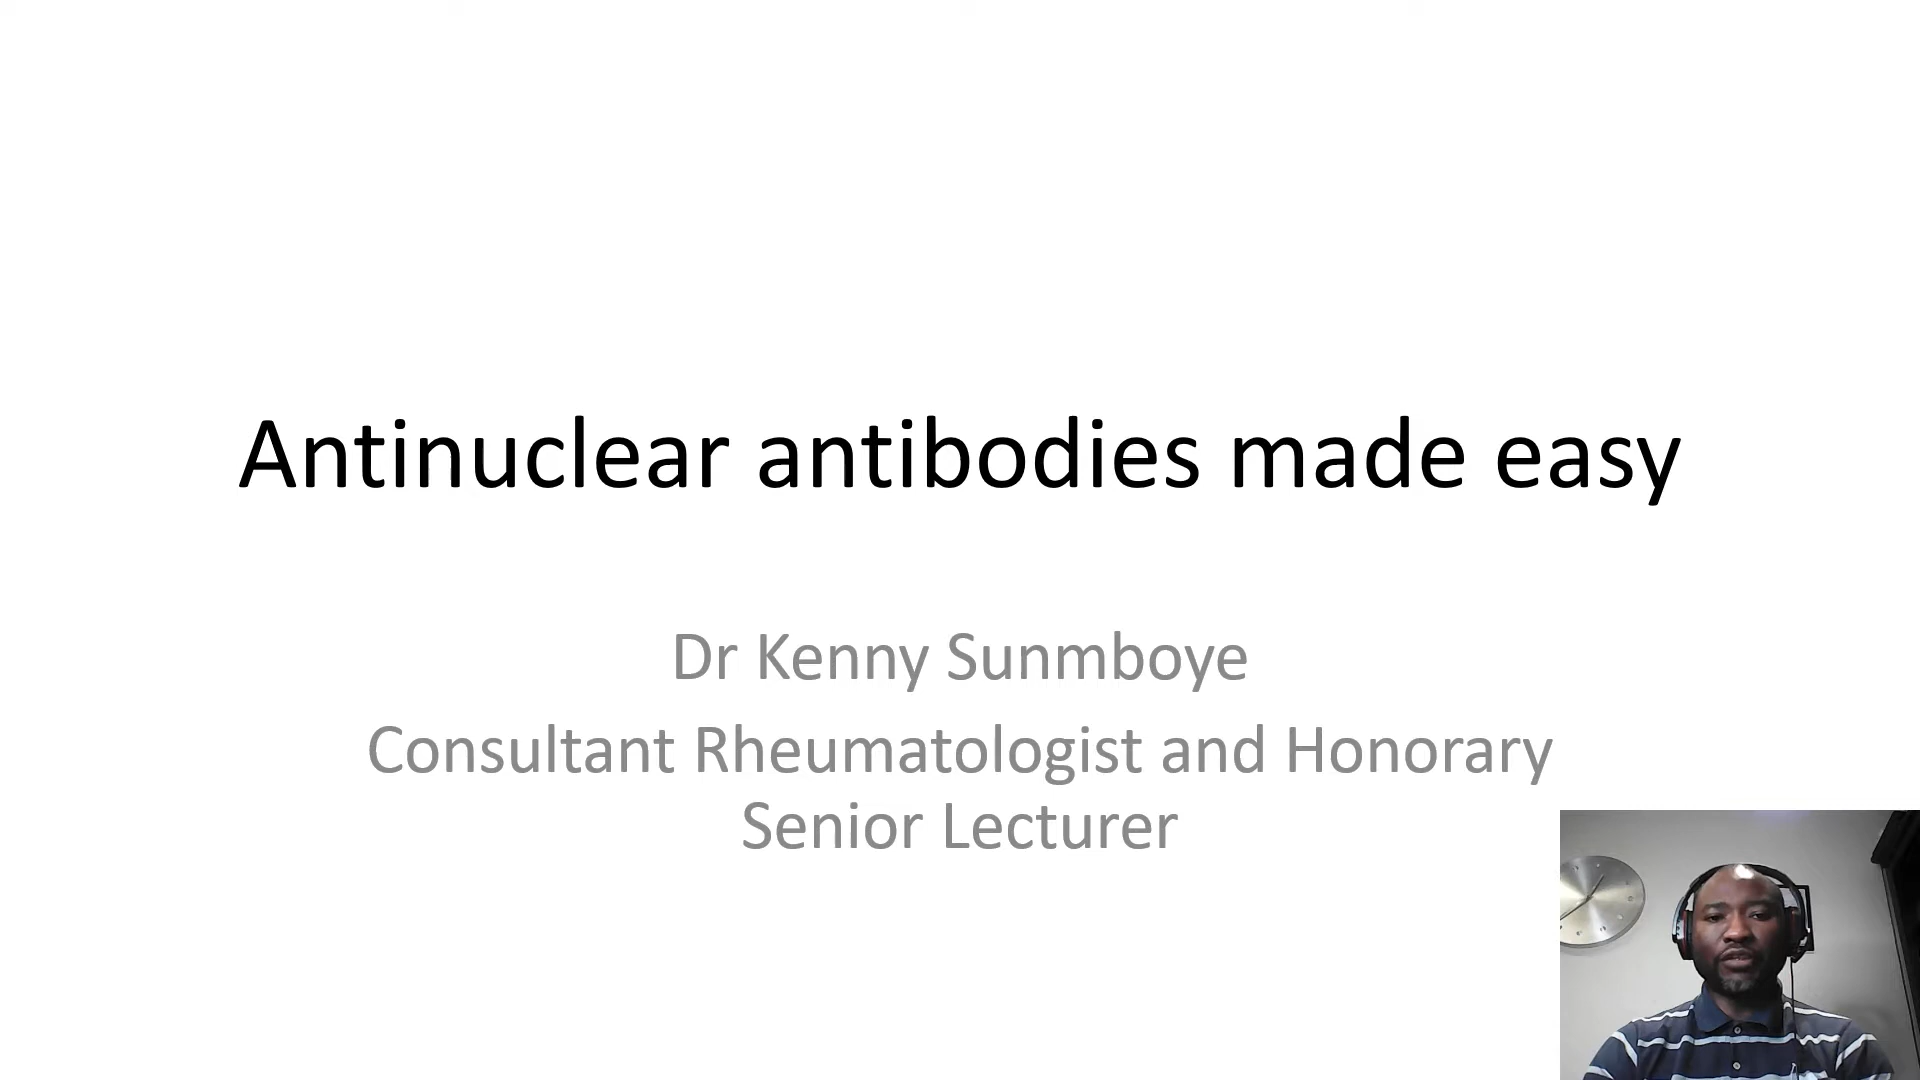 Antinuclear antibodies made easy
Dr Kenny Sunmboye
Consultant Rheumatologist and Honorary
Senior Lecturer